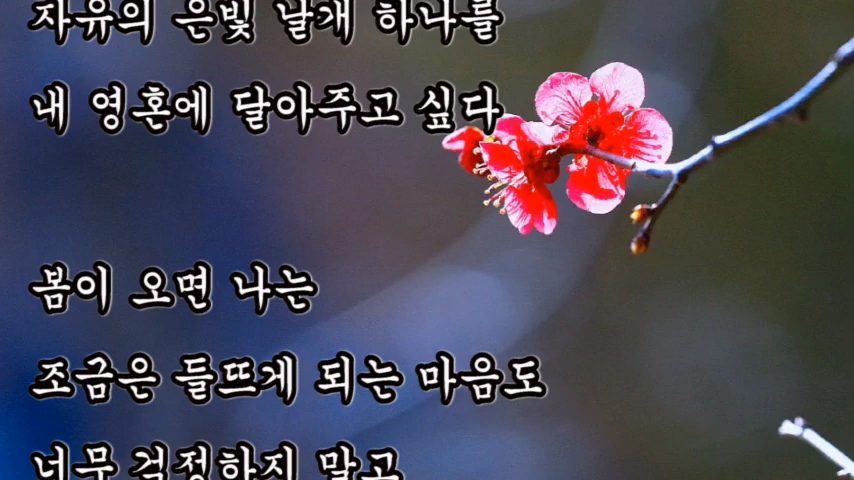 자유의 은빛 날개 하나를
내 영혼에 달아주고 싶다
봄이 오면 나는
조금은 들뜨게 되는 마음도
너무 걱정하지 말고